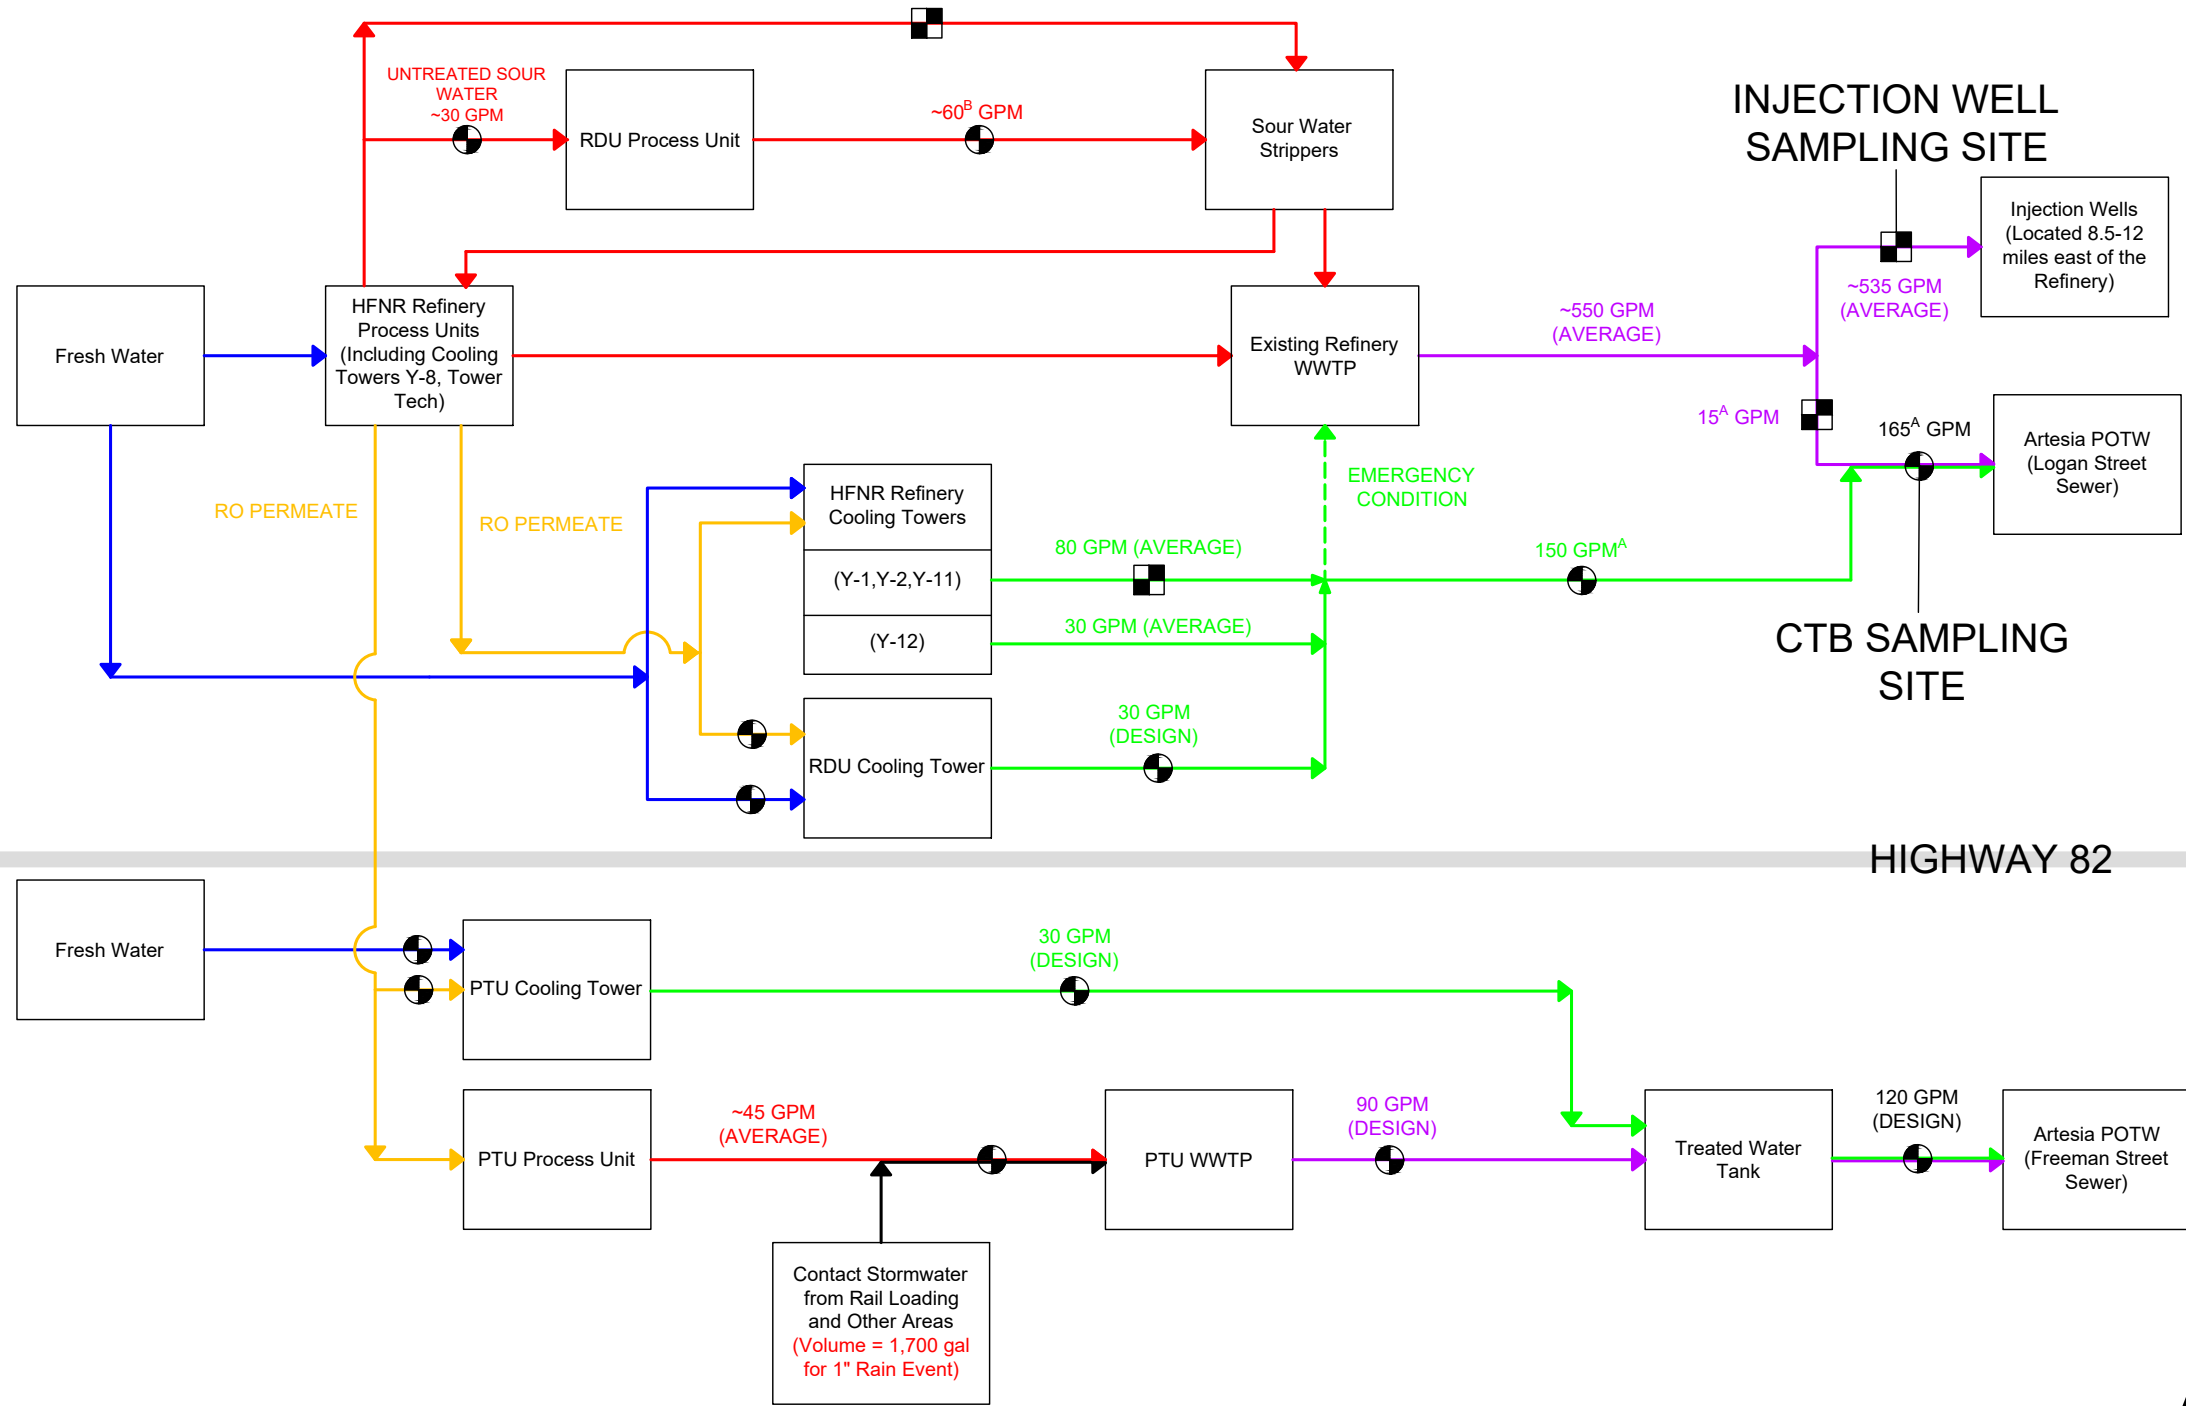 UNTREATED SOUR
WATER
~30 GPM
RDU Process Unit
~60ᴮ GPM
Sour Water
Strippers
INJECTION WELL
SAMPLING SITE
Injection Wells
(Located 8.5-12
miles east of the
Refinery)
Fresh Water
HFNR Refinery
Process Units
(Including Cooling
Towers Y-8, Tower
Tech)
Existing Refinery
WWTP
~550 GPM
(AVERAGE)
~535 GPM
(AVERAGE)
15ᴬ GPM
165ᴬ GPM
Artesia POTW
(Logan Street
Sewer)
RO PERMEATE
RO PERMEATE
HFNR Refinery
Cooling Towers
(Y-1,Y-2,Y-11)
(Y-12)
EMERGENCY
CONDITION
80 GPM (AVERAGE)
150 GPMᴬ
30 GPM (AVERAGE)
CTB SAMPLING
SITE
30 GPM
(DESIGN)
RDU Cooling Tower
HIGHWAY 82
Fresh Water
PTU Cooling Tower
30 GPM
(DESIGN)
PTU Process Unit
~45 GPM
(AVERAGE)
PTU WWTP
90 GPM
(DESIGN)
Treated Water
Tank
120 GPM
(DESIGN)
Artesia POTW
(Freeman Street
Sewer)
Contact Stormwater
from Rail Loading
and Other Areas
(Volume = 1,700 gal
for 1" Rain Event)